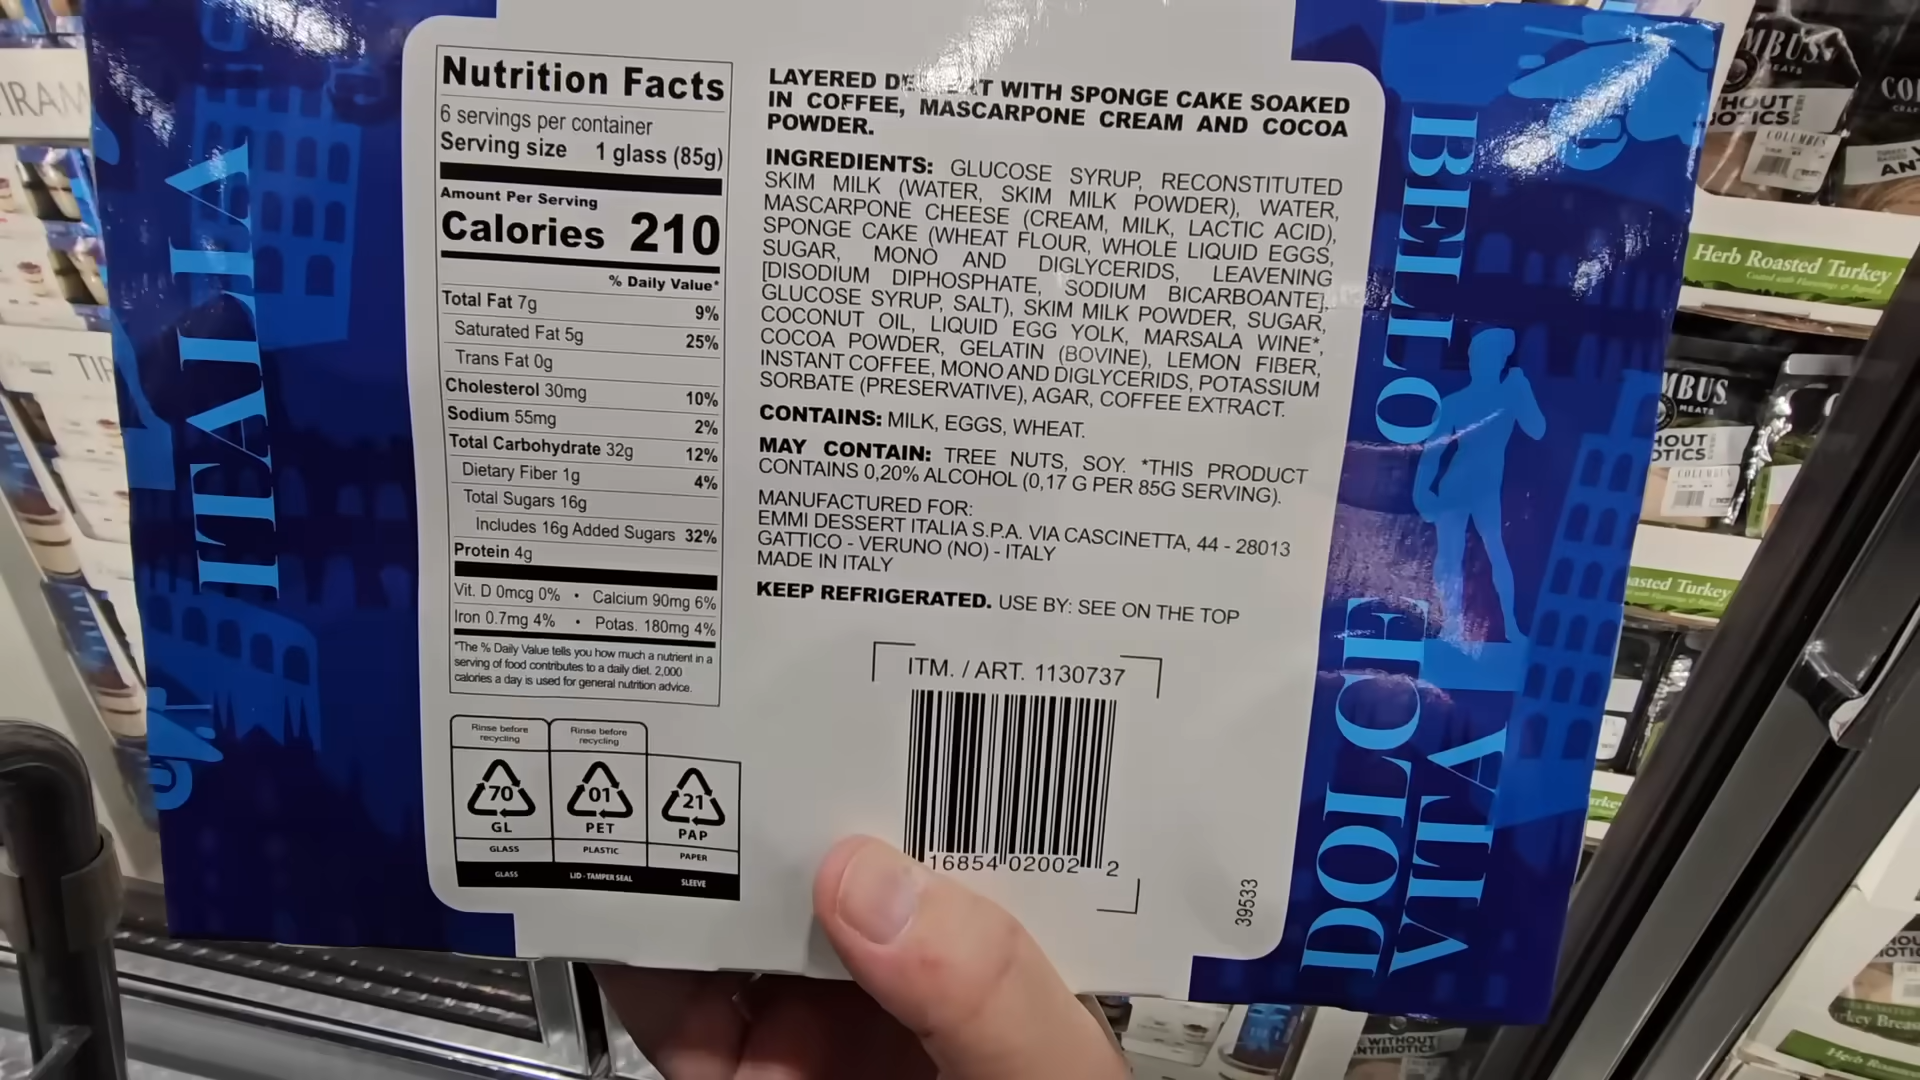 Nutrition Facts
6 servings per container
Serving size 1 glass (85g)
Amount Per Serving
Calories 210
% Daily Value*
Total Fat 7g 9%
Saturated Fat 5g 25%
Trans Fat 0g
Cholesterol 30mg 10%
Sodium 55mg 2%
Total Carbohydrate 32g 12%
Dietary Fiber 1g 4%
Total Sugars 16g
Includes 16g Added Sugars 32%
Protein 4g
Vit. D 0mcg 0% • Calcium 90mg 6%
Iron 0.7mg 4% • Potas. 180mg 4%
*The % Daily Value tells you how much a nutrient in a
serving of food contributes to a daily diet. 2,000
calories a day is used for general nutrition advice.
Rinse before
recycling
Rinse before
recycling
70
01
21
GL
PET
PAP
GLASS
PLASTIC
PAPER
GLASS
LID - TAMPER SEAL
SLEEVE
LAYERED WITH SPONGE CAKE SOAKED
IN COFFEE, MASCARPONE CREAM AND COCOA
POWDER.
INGREDIENTS: GLUCOSE SYRUP, RECONSTITUTED
SKIM MILK (WATER, SKIM MILK POWDER), WATER,
MASCARPONE CHEESE (CREAM, MILK, LACTIC ACID),
SPONGE CAKE (WHEAT FLOUR, WHOLE LIQUID EGGS,
SUGAR, MONO AND DIGLYCERIDS, LEAVENING
[DISODIUM DIPHOSPHATE, SODIUM BICARBOANTE],
GLUCOSE SYRUP, SALT), SKIM MILK POWDER, SUGAR,
COCONUT OIL, LIQUID EGG YOLK, MARSALA WINE*,
COCOA POWDER, GELATIN (BOVINE), LEMON FIBER,
INSTANT COFFEE, MONO AND DIGLYCERIDS, POTASSIUM
SORBATE (PRESERVATIVE), AGAR, COFFEE EXTRACT.
CONTAINS: MILK, EGGS, WHEAT.
MAY CONTAIN: TREE NUTS, SOY. *THIS PRODUCT
CONTAINS 0,20% ALCOHOL (0,17 G PER 85G SERVING).
MANUFACTURED FOR:
EMMI DESSERT ITALIA S.P.A. VIA CASCINETTA, 44 - 28013
GATTICO - VERUNO (NO) - ITALY
MADE IN ITALY
KEEP REFRIGERATED. USE BY: SEE ON THE TOP
ITM. / ART. 1130737
16854 02002 2
39533
ITALIA
BELLO
DOLCE
VITA
Herb Roasted Turkey
COLUMBUS
COLUMBUS
Turkey
WITHOUT
ANTIBIOTICS
Herb Roasted